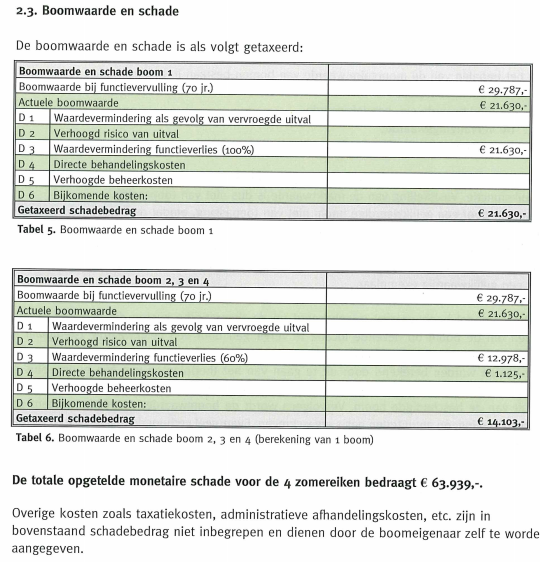 2.3. Boomwaarde en schade
De boomwaarde en schade is als volgt getaxeerd:
Boomwaarde en schade boom 1
Boomwaarde bij functievervulling (70 jr.) € 29.787,-
Actuele boomwaarde € 21.630,-
D 1 Waardevermindering als gevolg van vervroegde uitval
D 2 Verhoogd risico van uitval
D 3 Waardevermindering functieverlies (100%) € 21.630,-
D 4 Directe behandelingskosten
D 5 Verhoogde beheerkosten
D 6 Bijkomende kosten:
Getaxeerd schadebedrag € 21.630,-
Tabel 5. Boomwaarde en schade boom 1
Boomwaarde en schade boom 2, 3 en 4
Boomwaarde bij functievervulling (70 jr.) € 29.787,-
Actuele boomwaarde € 21.630,-
D 1 Waardevermindering als gevolg van vervroegde uitval
D 2 Verhoogd risico van uitval
D 3 Waardevermindering functieverlies (60%) € 12.978,-
D 4 Directe behandelingskosten € 1.125,-
D 5 Verhoogde beheerkosten
D 6 Bijkomende kosten:
Getaxeerd schadebedrag € 14.103,-
Tabel 6. Boomwaarde en schade boom 2, 3 en 4 (berekening van 1 boom)
De totale opgetelde monetaire schade voor de 4 zomereiken bedraagt € 63.939,-.
Overige kosten zoals taxatiekosten, administratieve afhandelingskosten, etc. zijn in
bovenstaand schadebedrag niet inbegrepen en dienen door de boomeigenaar zelf te worde
aangegeven.